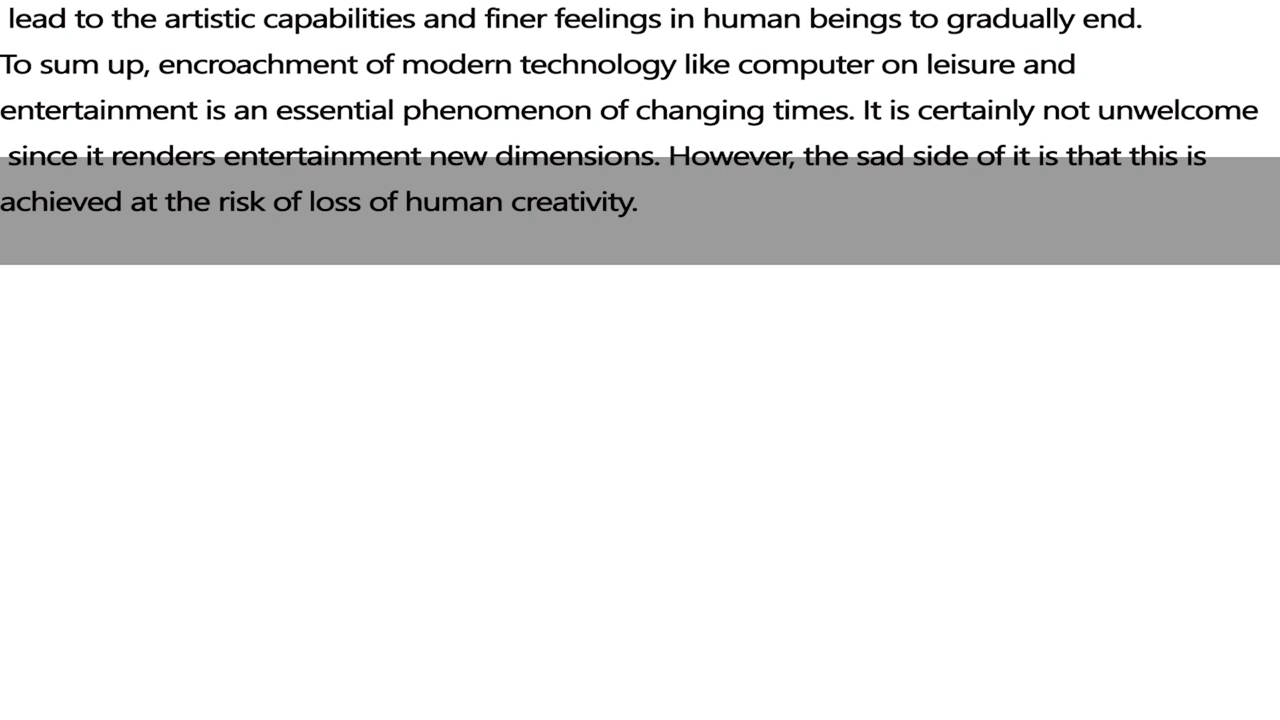 lead to the artistic capabilities and finer feelings in human beings to gradually end.
To sum up, encroachment of modern technology like computer on leisure and
entertainment is an essential phenomenon of changing times. It is certainly not unwelcome
since it renders entertainment new dimensions. However, the sad side of it is that this is
achieved at the risk of loss of human creativity.